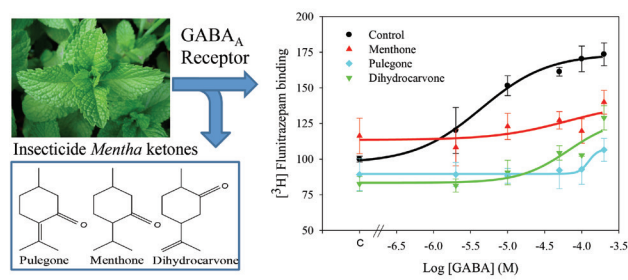 GABA_A
Receptor
Insecticide Mentha ketones
O
O
O
Pulegone
Menthone
Dihydrocarvone
[³H] Flunitrazepam binding
200
175
150
125
100
75
50
Control
Menthone
Pulegone
Dihydrocarvone
C
-6.5
-6.0
-5.5
-5.0
-4.5
-4.0
-3.5
Log [GABA] (M)